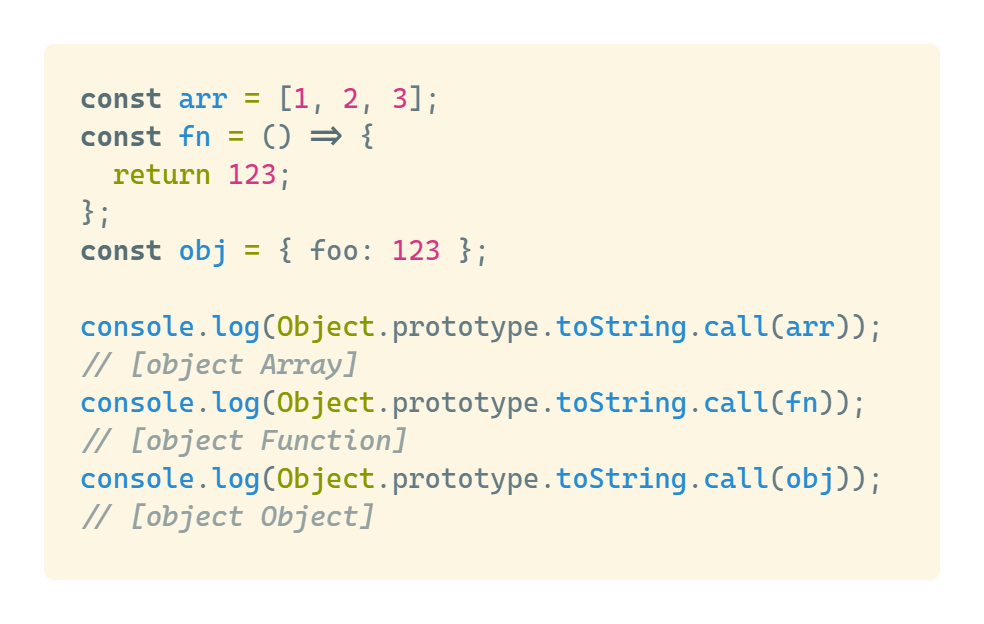 const arr = [1, 2, 3];
const fn = () => {
  return 123;
};
const obj = { foo: 123 };

console.log(Object.prototype.toString.call(arr));
// [object Array]
console.log(Object.prototype.toString.call(fn));
// [object Function]
console.log(Object.prototype.toString.call(obj));
// [object Object]